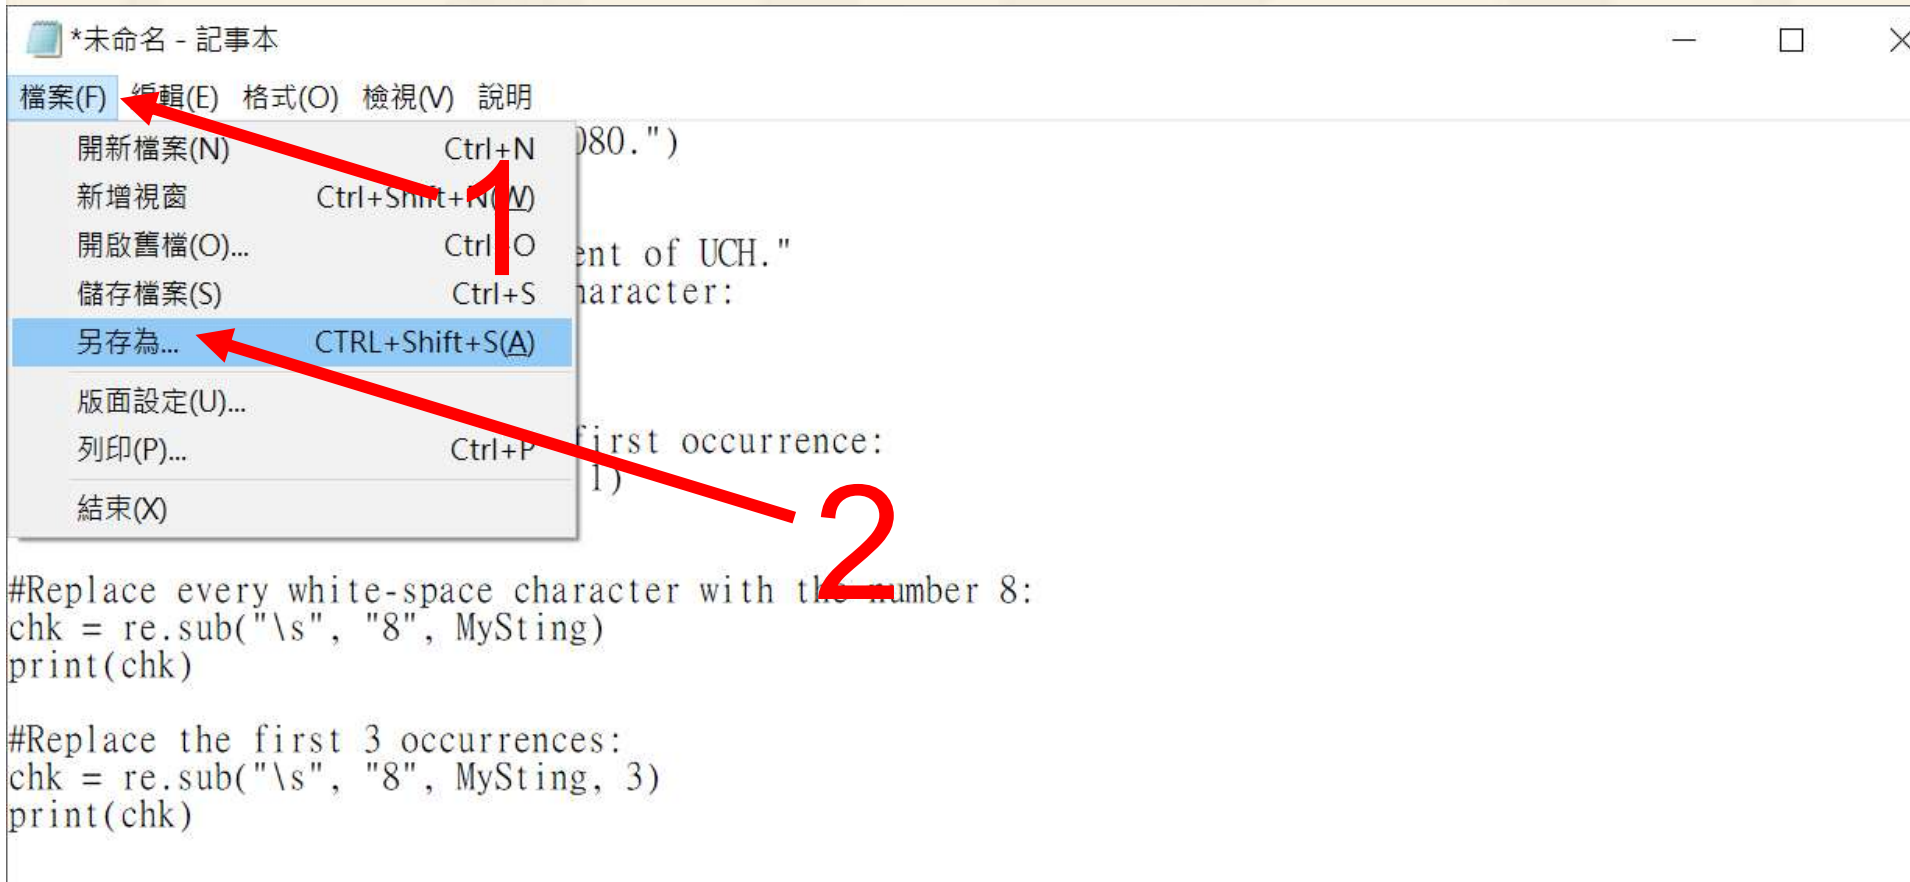 *未命名 - 記事本
檔案(F) 編輯(E) 格式(O) 檢視(V) 說明
開新檔案(N) Ctrl+N
新增視窗 Ctrl+Shift+N(W)
開啟舊檔(O)... Ctrl+O
儲存檔案(S) Ctrl+S
另存為... CTRL+Shift+S(A)
版面設定(U)...
列印(P)... Ctrl+P
結束(X)
1
2
080.")
ent of UCH."
haracter:
first occurrence:
1)
#Replace every white-space character with the number 8:
chk = re.sub("\s", "8", MySting)
print(chk)
#Replace the first 3 occurrences:
chk = re.sub("\s", "8", MySting, 3)
print(chk)